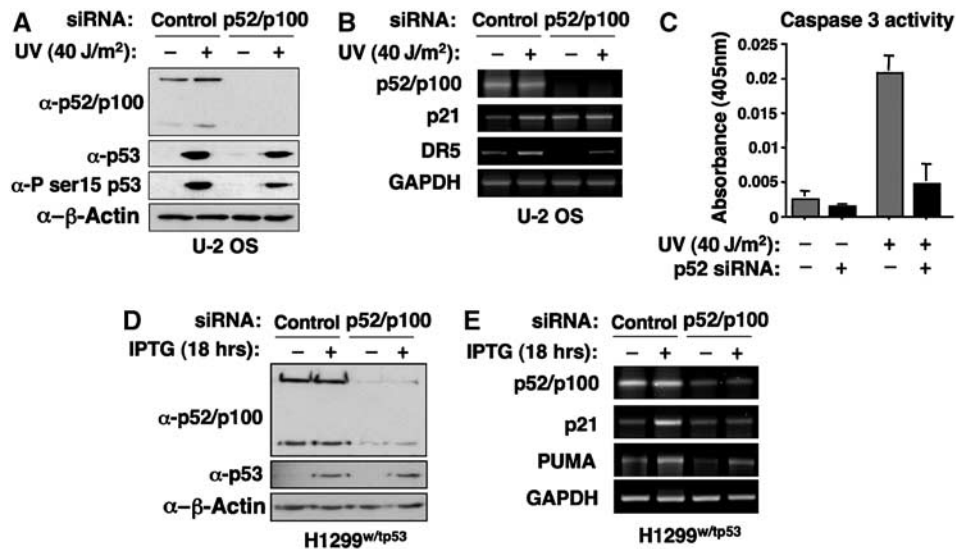 A
siRNA: Control p52/p100
UV (40 J/m²): – + – +
α-p52/p100
α-p53
α-P ser15 p53
α–β-Actin
U-2 OS
B
siRNA: Control p52/p100
UV (40 J/m²): – + – +
p52/p100
p21
DR5
GAPDH
U-2 OS
C
Caspase 3 activity
Absorbance (405nm)
0.025
0.02
0.015
0.01
0.005
0
UV (40 J/m²): – – + +
p52 siRNA: – + – +
D
siRNA: Control p52/p100
IPTG (18 hrs): – + – +
α-p52/p100
α-p53
α–β-Actin
H1299w/tp53
E
siRNA: Control p52/p100
IPTG (18 hrs): – + – +
p52/p100
p21
PUMA
GAPDH
H1299w/tp53